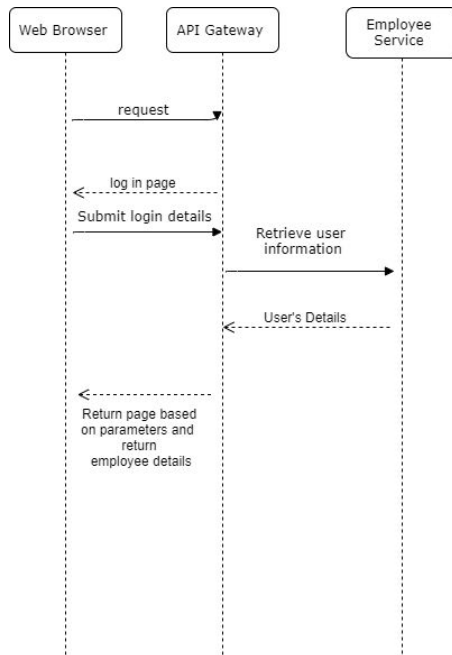 Web Browser
API Gateway
Employee
Service
request
log in page
Submit login details
Retrieve user
information
User's Details
Return page based
on parameters and
return
employee details